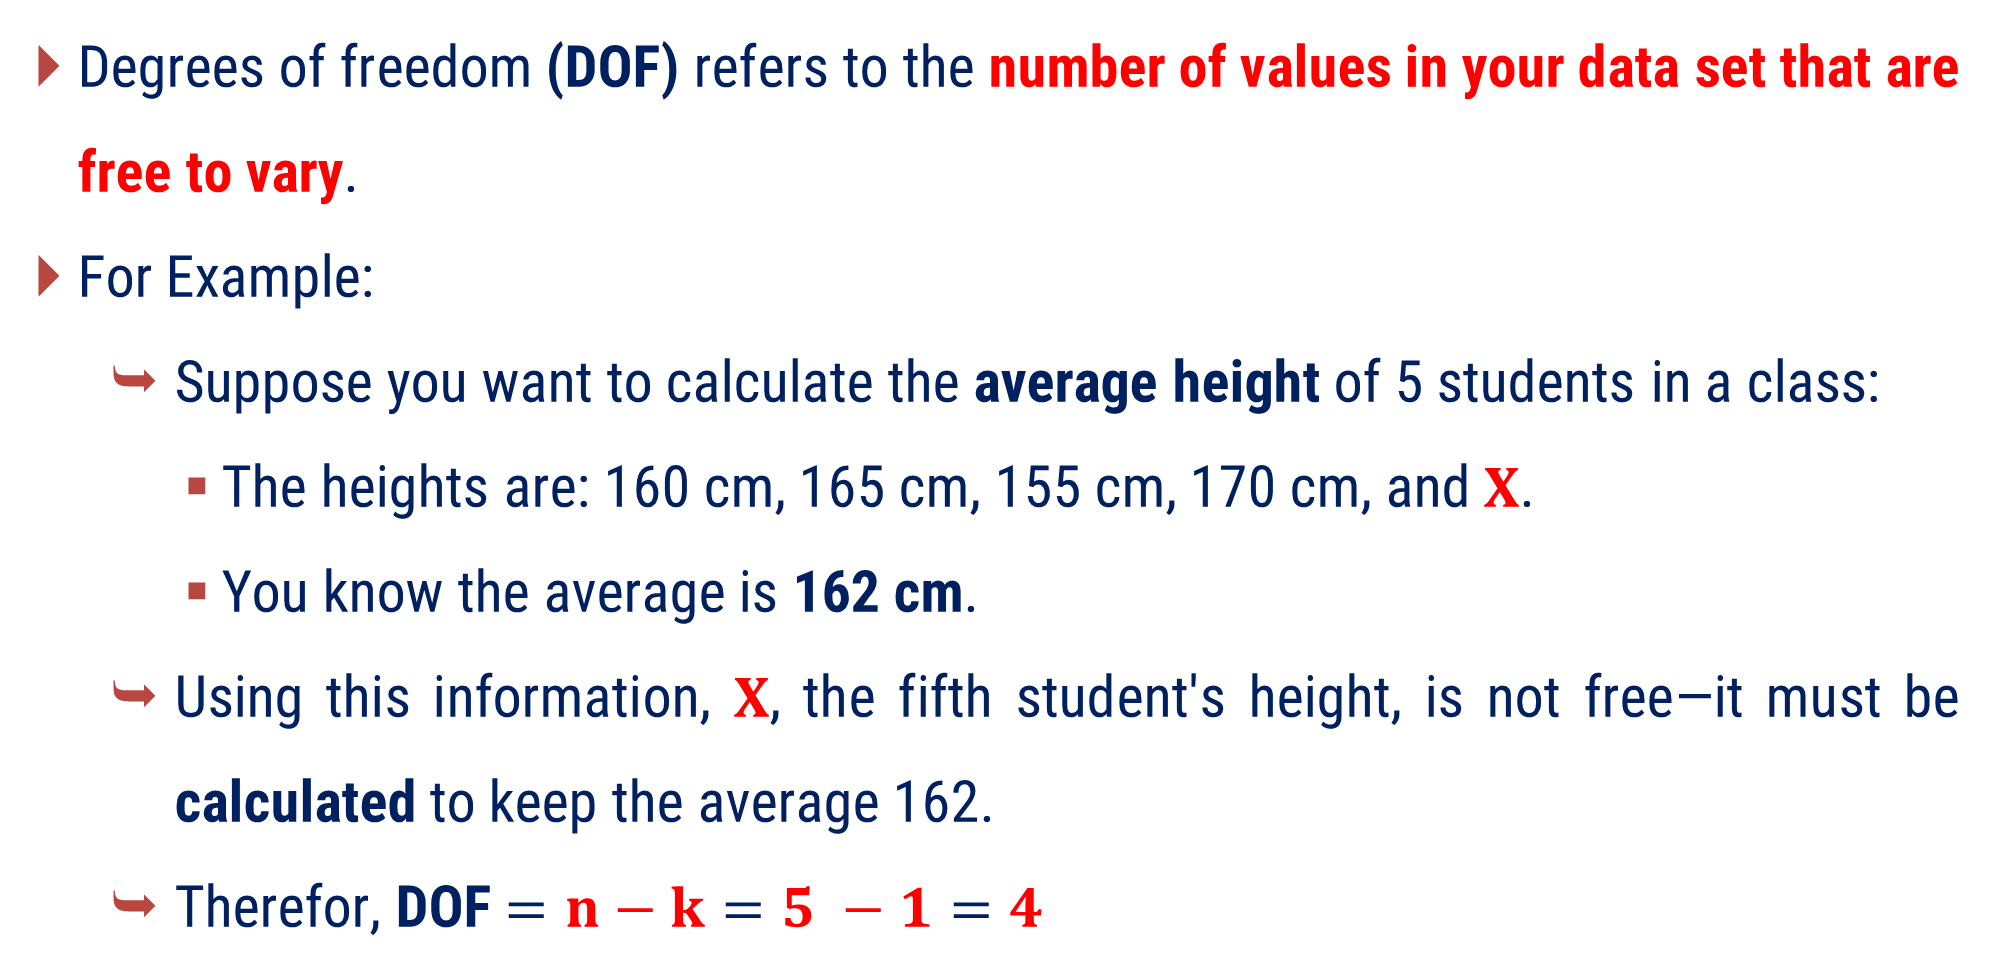 Degrees of freedom (DOF) refers to the number of values in your data set that are
free to vary.
For Example:
Suppose you want to calculate the average height of 5 students in a class:
The heights are: 160 cm, 165 cm, 155 cm, 170 cm, and X.
You know the average is 162 cm.
Using this information, X, the fifth student's height, is not free—it must be
calculated to keep the average 162.
Therefor, DOF = n − k = 5 − 1 = 4